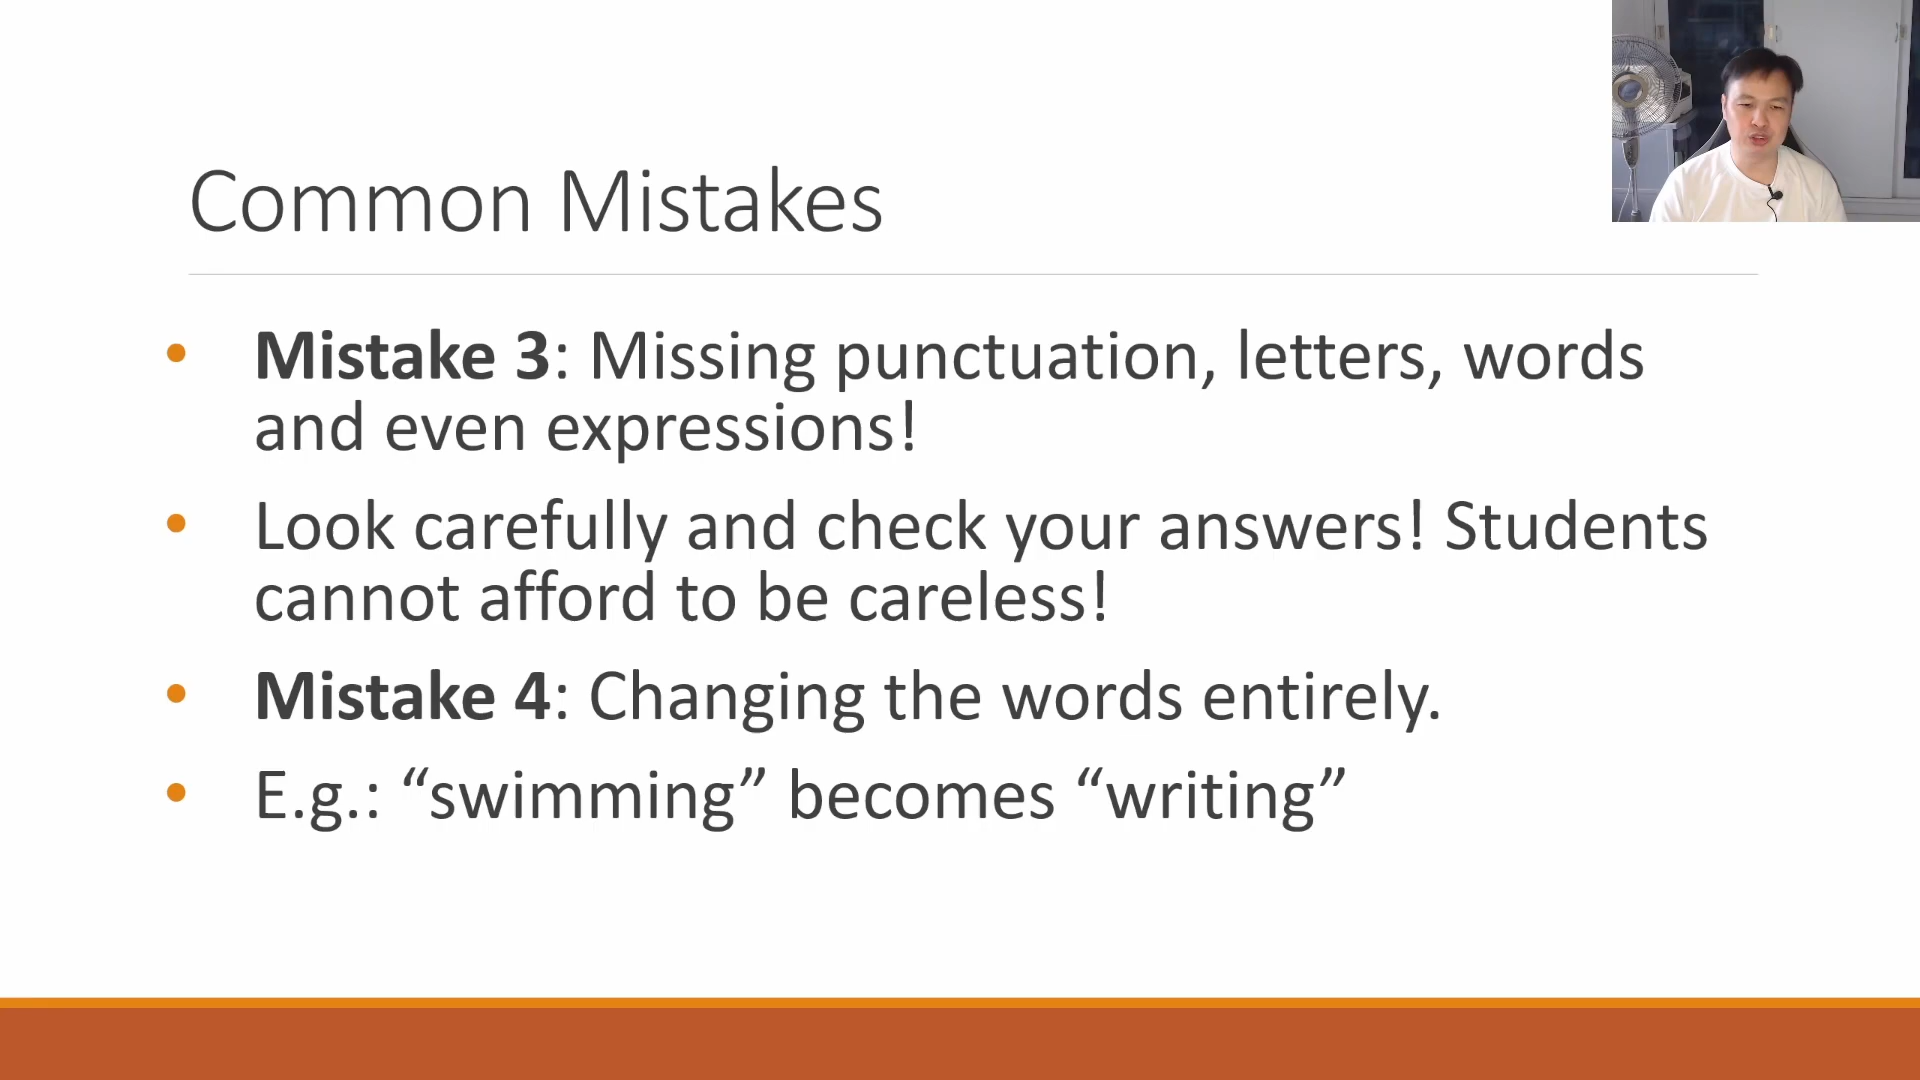 Common Mistakes
• Mistake 3: Missing punctuation, letters, words
and even expressions!
• Look carefully and check your answers! Students
cannot afford to be careless!
• Mistake 4: Changing the words entirely.
• E.g.: “swimming” becomes “writing”